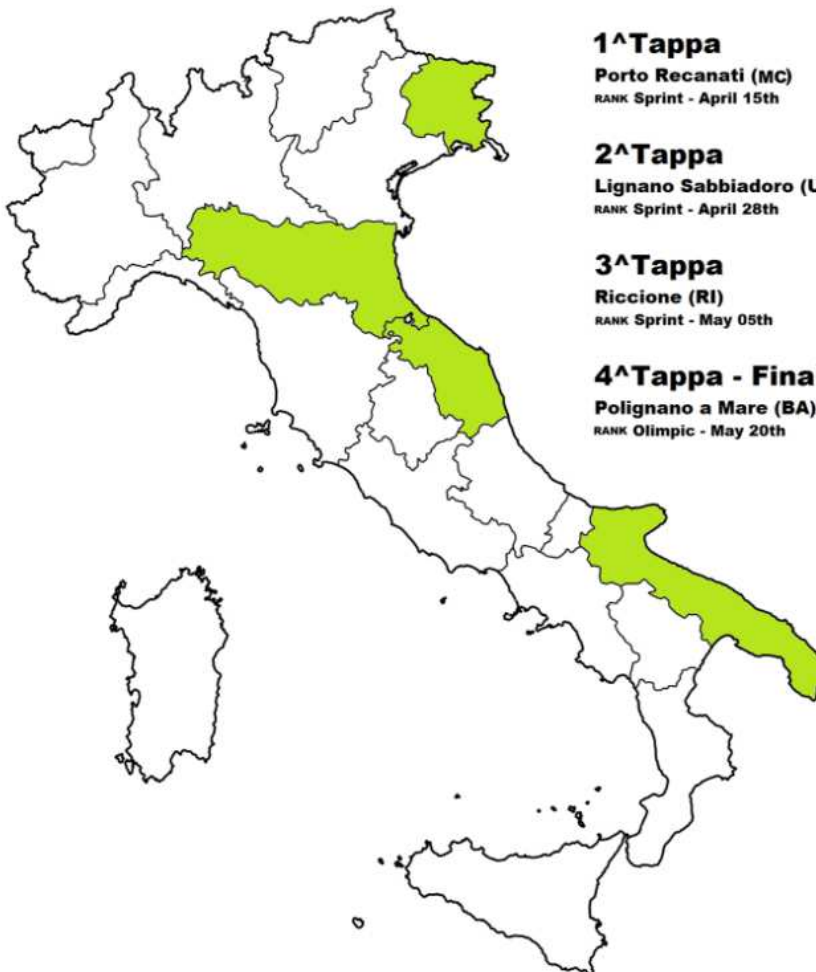 1^Tappa
Porto Recanati (MC)
RANK Sprint - April 15th
2^Tappa
Lignano Sabbiadoro (U
RANK Sprint - April 28th
3^Tappa
Riccione (RI)
RANK Sprint - May 05th
4^Tappa - Fina
Polignano a Mare (BA)
RANK Olimpic - May 20th